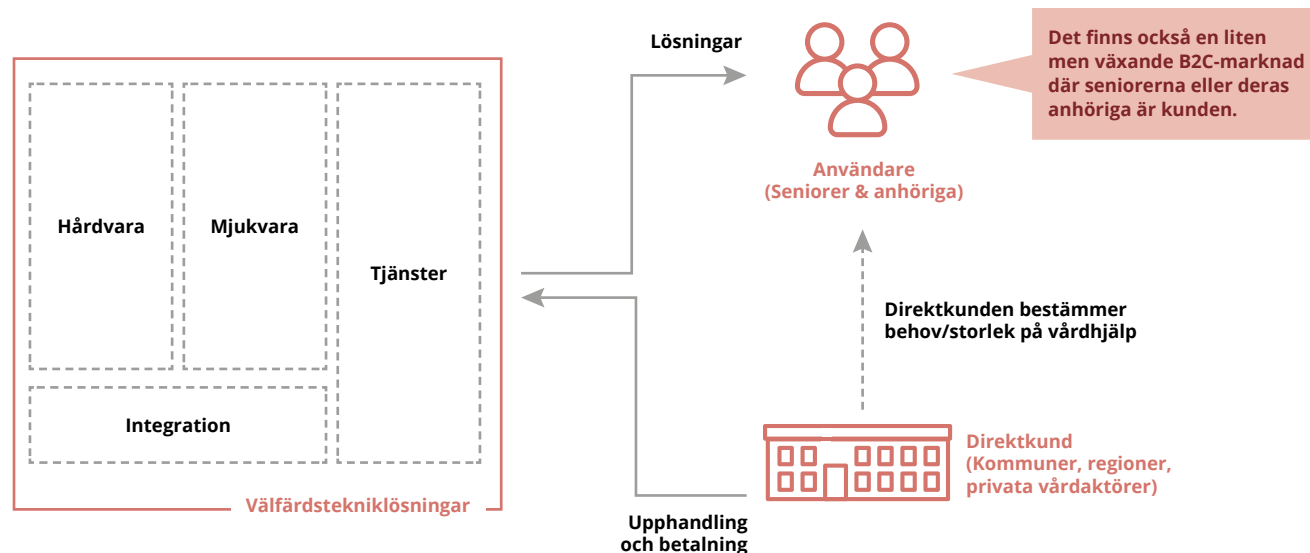 Lösningar
Det finns också en liten
men växande B2C-marknad
där seniorerna eller deras
anhöriga är kunden.
Användare
(Seniorer & anhöriga)
Hårdvara
Mjukvara
Tjänster
Integration
Välfärdstekniklösningar
Direktkunden bestämmer
behov/storlek på vårdhjälp
Direktkund
(Kommuner, regioner,
privata vårdaktörer)
Upphandling
och betalning